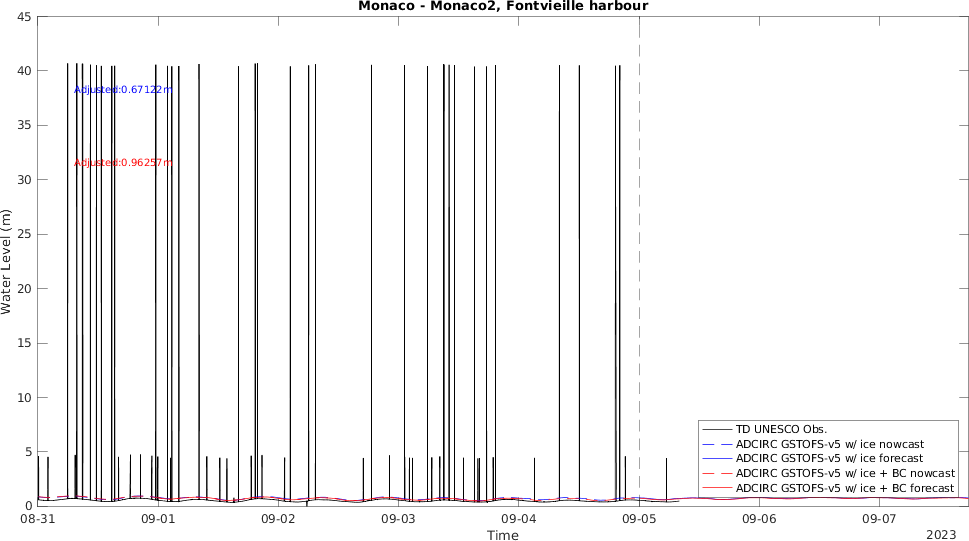 Monaco - Monaco2, Fontvieille harbour
45
40
35
30
25
20
15
10
5
0
Water Level (m)
Adjusted:0.67122m
Adjusted:0.96257m
TD UNESCO Obs.
ADCIRC GSTOFS-v5 w/ ice nowcast
ADCIRC GSTOFS-v5 w/ ice forecast
ADCIRC GSTOFS-v5 w/ ice + BC nowcast
ADCIRC GSTOFS-v5 w/ ice + BC forecast
08-31 09-01 09-02 09-03 09-04 09-05 09-06 09-07
Time
2023